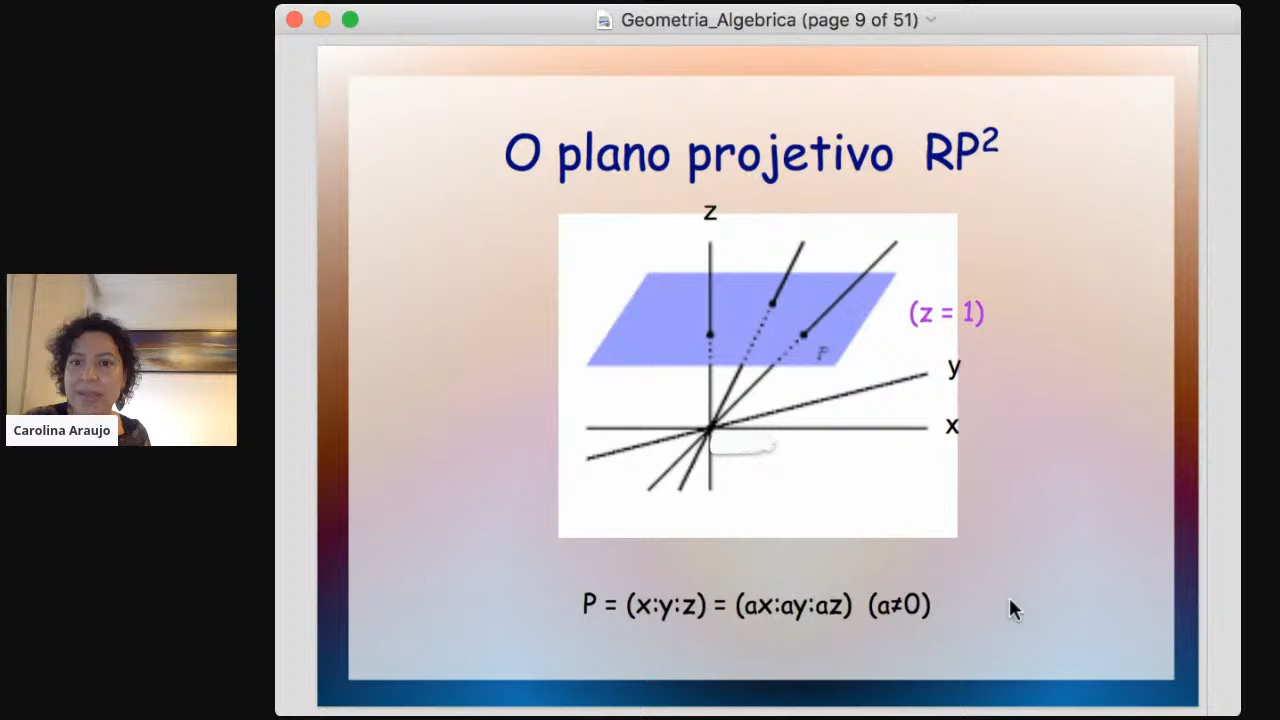 Geometria_Algebrica (page 9 of 51)
O plano projetivo RP²
z
(z = 1)
P
y
x
P = (x:y:z) = (ax:ay:az) (a≠0)
Carolina Araujo